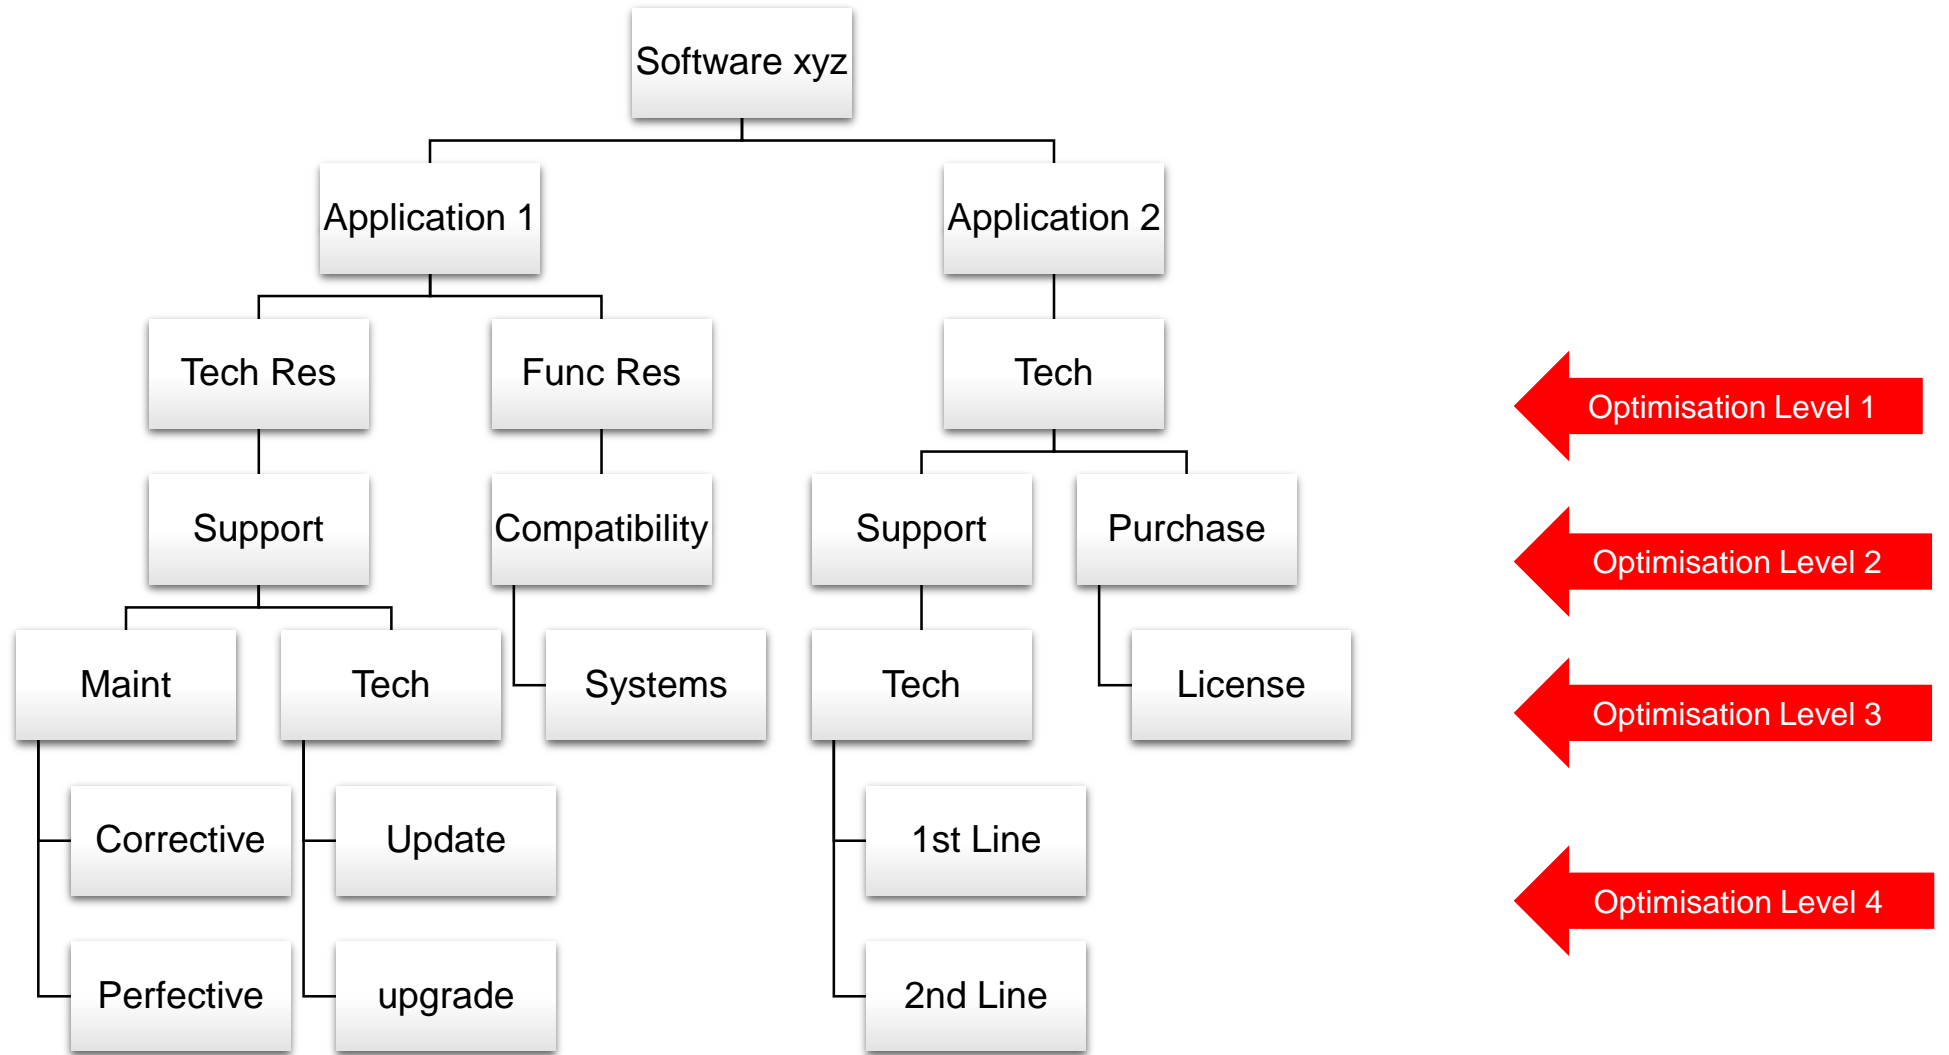 Software xyz
Application 1
Application 2
Tech Res
Func Res
Tech
Optimisation Level 1
Support
Compatibility
Support
Purchase
Optimisation Level 2
Maint
Tech
Systems
Tech
License
Optimisation Level 3
Corrective
Update
1st Line
Optimisation Level 4
Perfective
upgrade
2nd Line